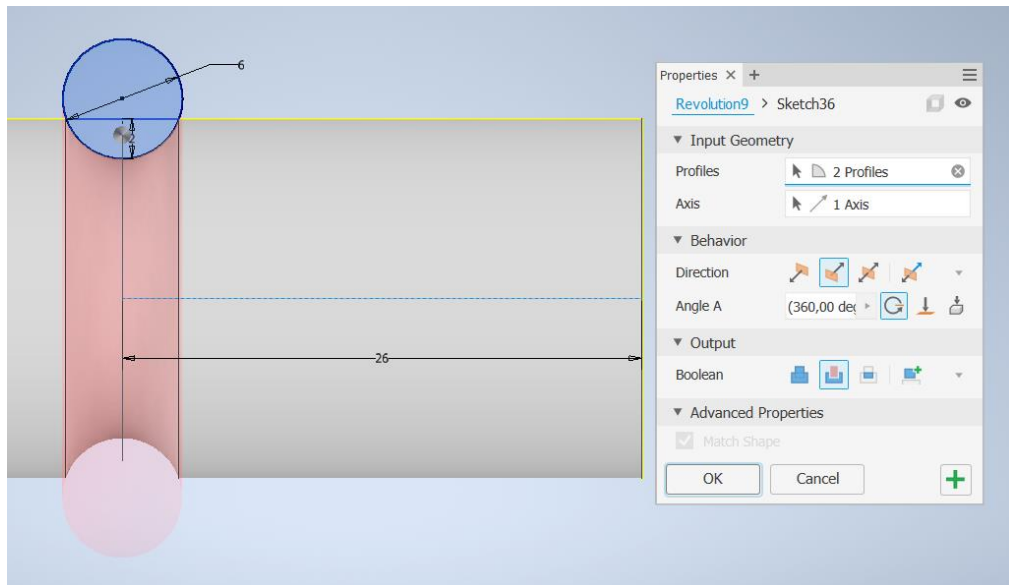 6
2
26
Properties × +
Revolution9 > Sketch36
Input Geometry
Profiles 2 Profiles
Axis 1 Axis
Behavior
Direction
Angle A (360,00 deg
Output
Boolean
Advanced Properties
Match Shape
OK Cancel